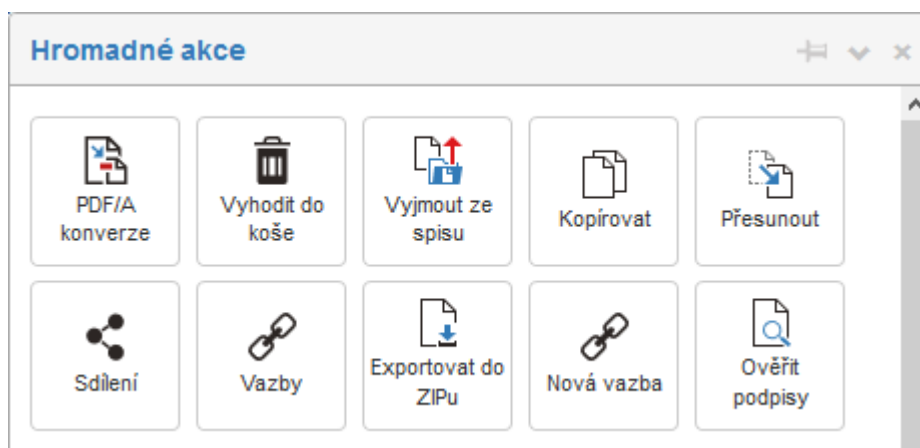 Hromadné akce
PDF/A
konverze
Vyhodit do
koše
Vyjmout ze
spisu
Kopírovat
Přesunout
Sdílení
Vazby
Exportovat do
ZIPu
Nová vazba
Ověřit
podpisy